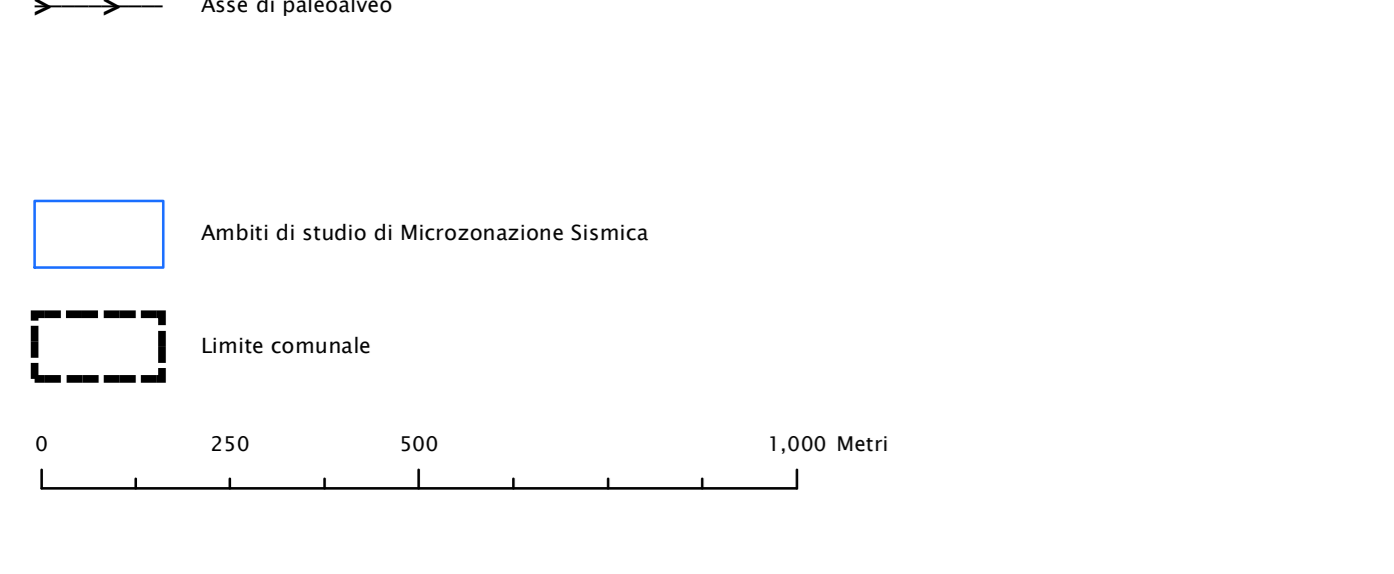 Asse di paleoalveo
Ambiti di studio di Microzonazione Sismica
Limite comunale
0 250 500 1,000 Metri